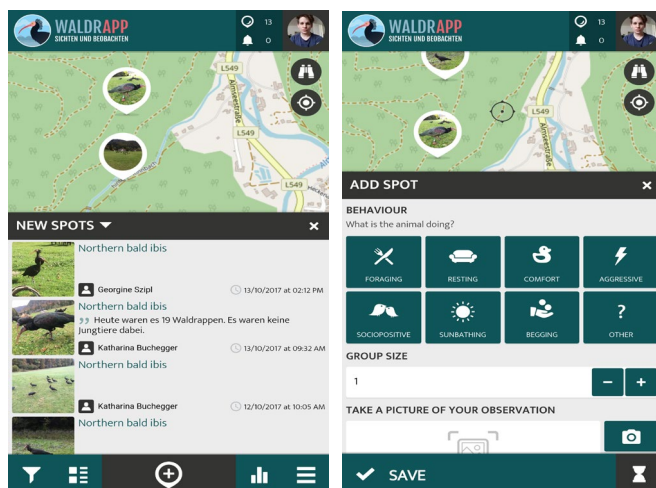 WALDRAPP
SICHTEN UND BEOBACHTEN
13
0
L549
Almseestraße
L549
L549
NEW SPOTS
Northern bald ibis
Georgine Szipl
13/10/2017 at 02:12 PM
Northern bald ibis
Heute waren es 19 Waldrappen. Es waren keine
Jungtiere dabei.
Katharina Buchegger
13/10/2017 at 09:32 AM
Northern bald ibis
Katharina Buchegger
12/10/2017 at 10:05 AM
Northern bald ibis
WALDRAPP
SICHTEN UND BEOBACHTEN
13
0
L549
Almseestraße
ADD SPOT
BEHAVIOUR
What is the animal doing?
FORAGING
RESTING
COMFORT
AGGRESSIVE
SOCIOPOSITIVE
SUNBATHING
BEGGING
?
OTHER
GROUP SIZE
1
TAKE A PICTURE OF YOUR OBSERVATION
SAVE